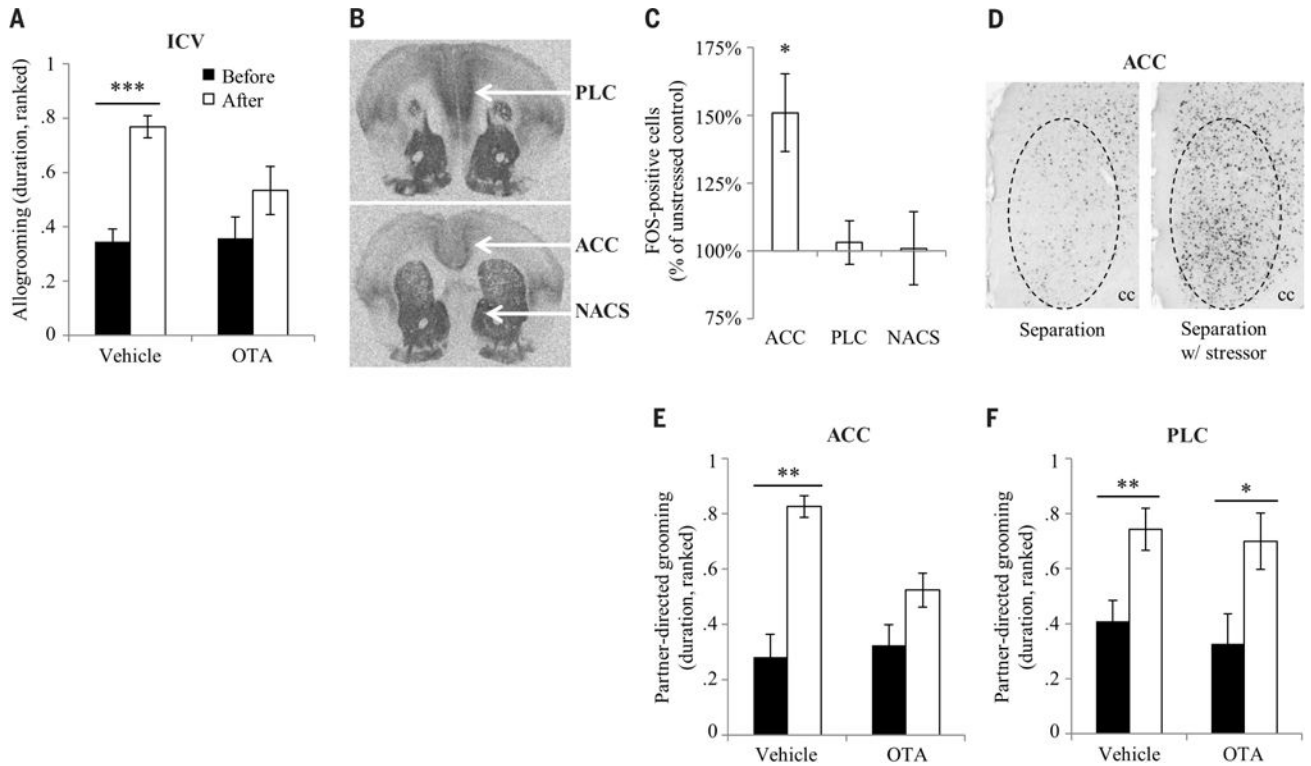 A
ICV
Allogrooming (duration, ranked)
1
.8
.6
.4
.2
0
***
Before
After
Vehicle
OTA
B
PLC
ACC
NACS
C
FOS-positive cells
(% of unstressed control)
175%
150%
125%
100%
75%
*
ACC
PLC
NACS
D
ACC
cc
cc
Separation
Separation
w/ stressor
E
ACC
Partner-directed grooming
(duration, ranked)
1
.8
.6
.4
.2
0
**
Vehicle
OTA
F
PLC
Partner-directed grooming
(duration, ranked)
1
.8
.6
.4
.2
0
**
*
Vehicle
OTA